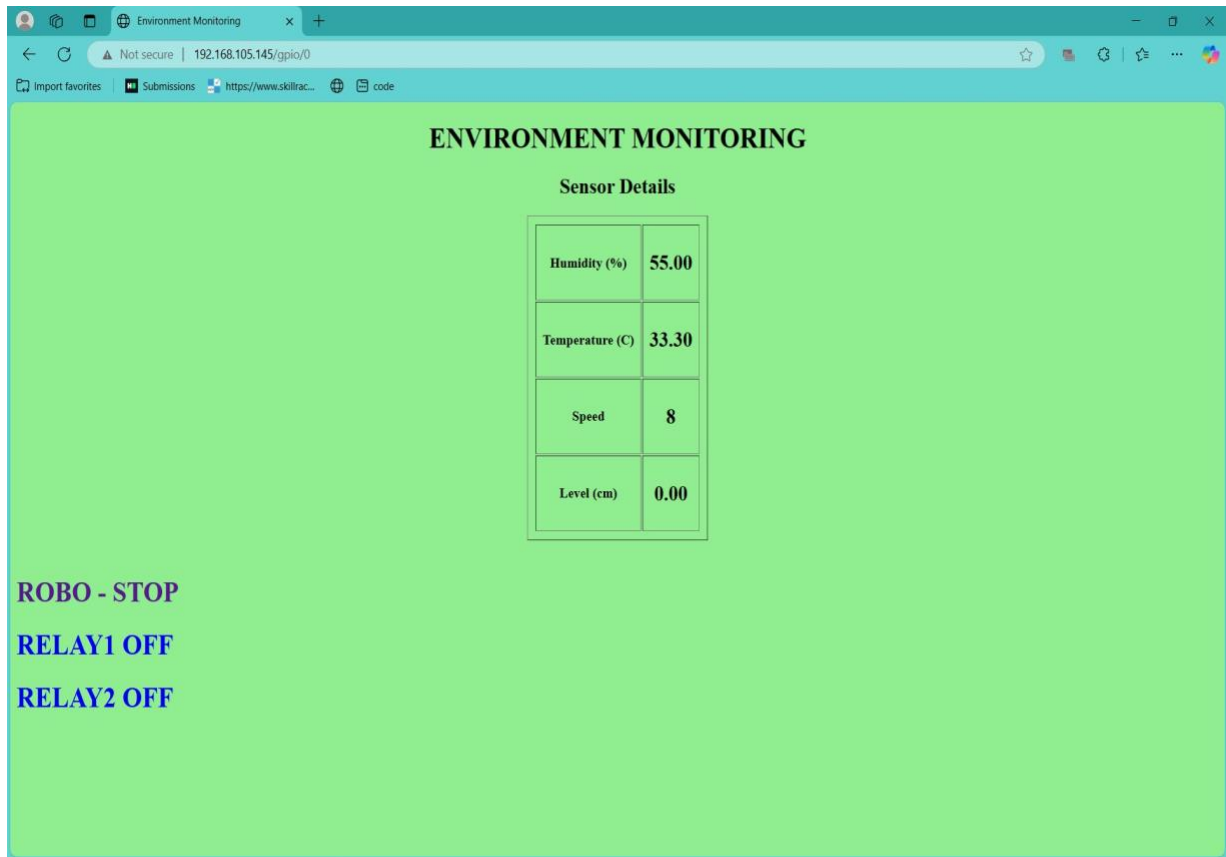 Environment Monitoring
Not secure | 192.168.105.145/gpio/0
Import favorites Submissions https://www.skillrac... code
ENVIRONMENT MONITORING
Sensor Details
Humidity (%) 55.00
Temperature (C) 33.30
Speed 8
Level (cm) 0.00
ROBO - STOP
RELAY1 OFF
RELAY2 OFF